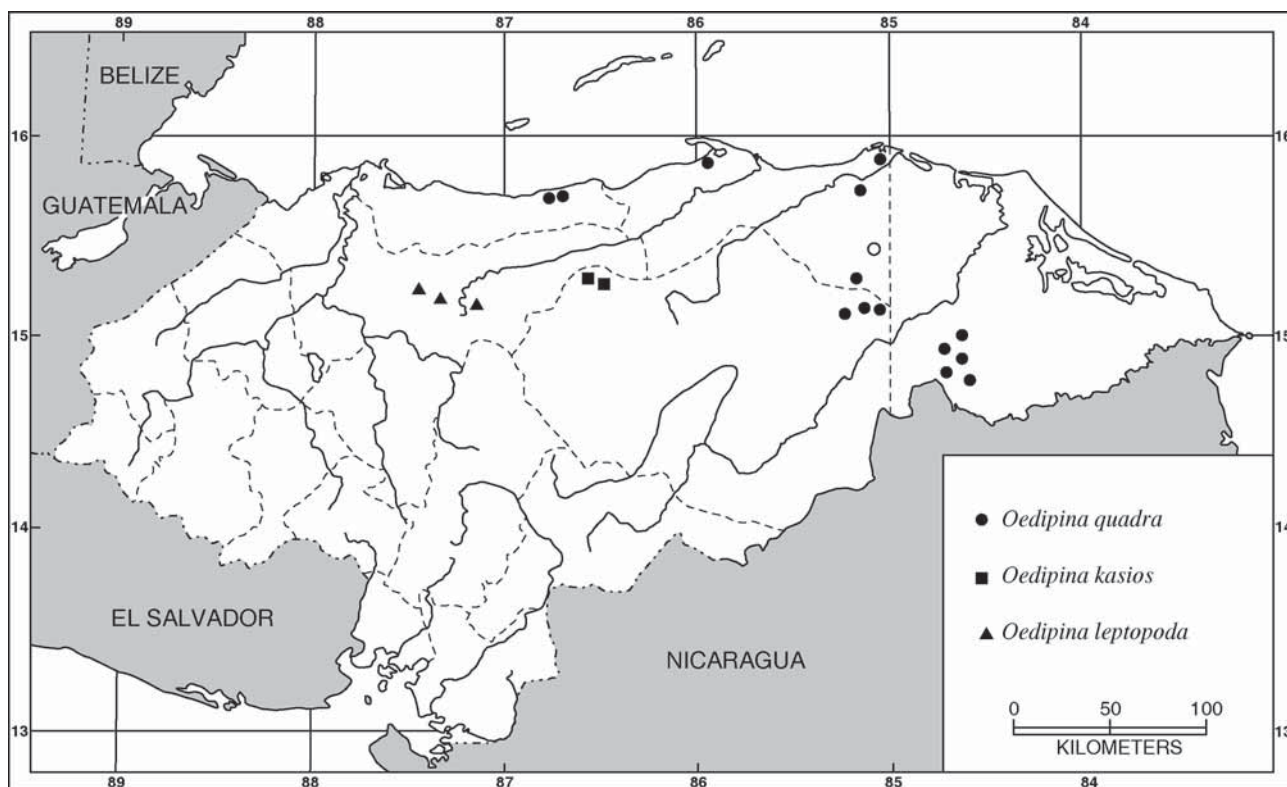 89 88 87 86 85 84
BELIZE
16 16
GUATEMALA
15 15
14 14
Oedipina quadra
Oedipina kasios
EL SALVADOR
Oedipina leptopoda
NICARAGUA
0 50 100
13 13
KILOMETERS
89 88 87 86 85 84